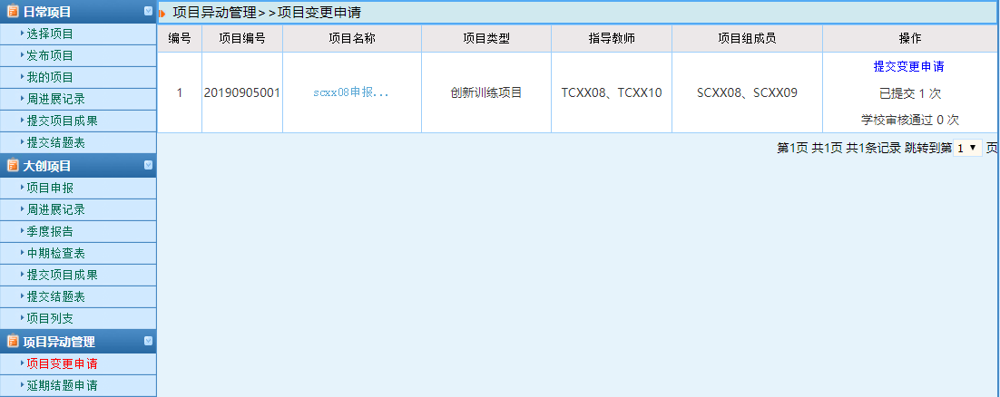 日常项目
选择项目
发布项目
我的项目
周进展记录
提交项目成果
提交结题表
大创项目
项目申报
周进展记录
季度报告
中期检查表
提交项目成果
提交结题表
项目列支
项目异动管理
项目变更申请
延期结题申请
项目异动管理>>项目变更申请
编号 项目编号 项目名称 项目类型 指导教师 项目组成员 操作
1 20190905001 scxx08申报... 创新训练项目 TCXX08、TCXX10 SCXX08、SCXX09
提交变更申请
已提交 1 次
学校审核通过 0 次
第1页 共1页 共1条记录 跳转到第 1 页